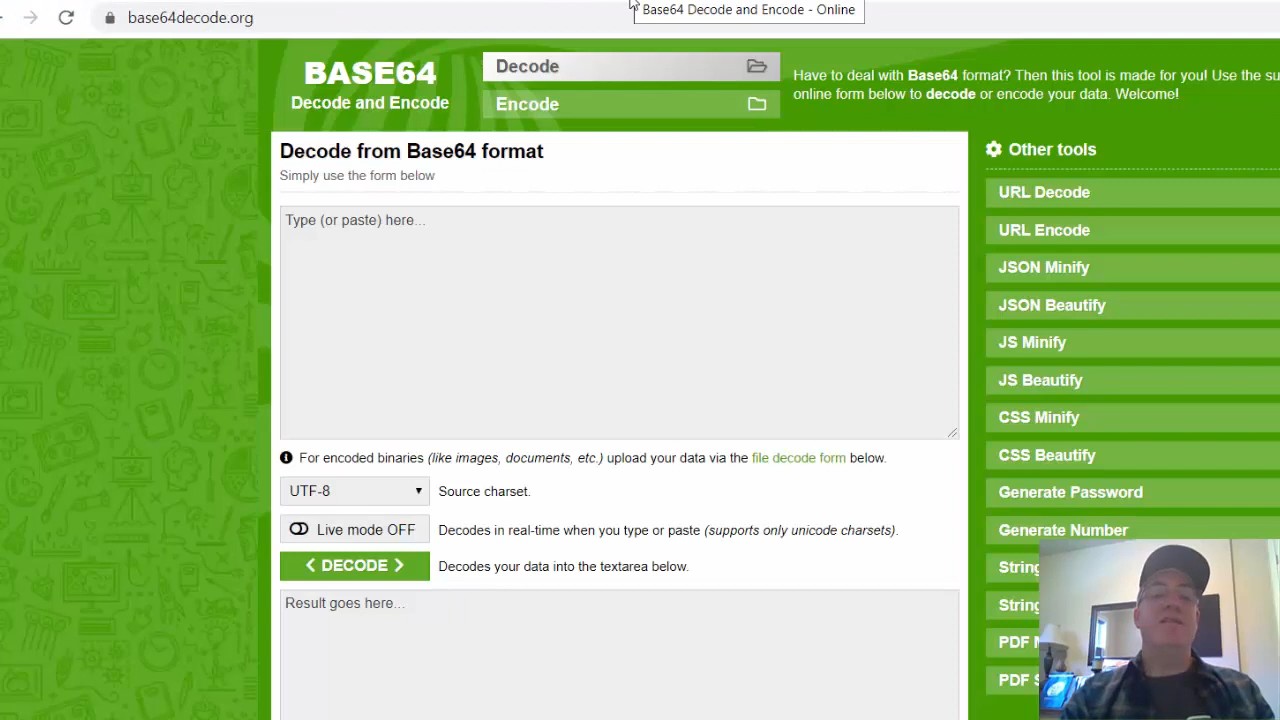 base64decode.org
Base64 Decode and Encode - Online
BASE64
Decode and Encode
Decode
Encode
Have to deal with Base64 format? Then this tool is made for you! Use the
online form below to decode or encode your data. Welcome!
Decode from Base64 format
Simply use the form below
Type (or paste) here...
For encoded binaries (like images, documents, etc.) upload your data via the file decode form below.
UTF-8
Source charset.
Live mode OFF
Decodes in real-time when you type or paste (supports only unicode charsets).
< DECODE >
Decodes your data into the textarea below.
Result goes here...
Other tools
URL Decode
URL Encode
JSON Minify
JSON Beautify
JS Minify
JS Beautify
CSS Minify
CSS Beautify
Generate Password
Generate Number
String
String
PDF
PDF